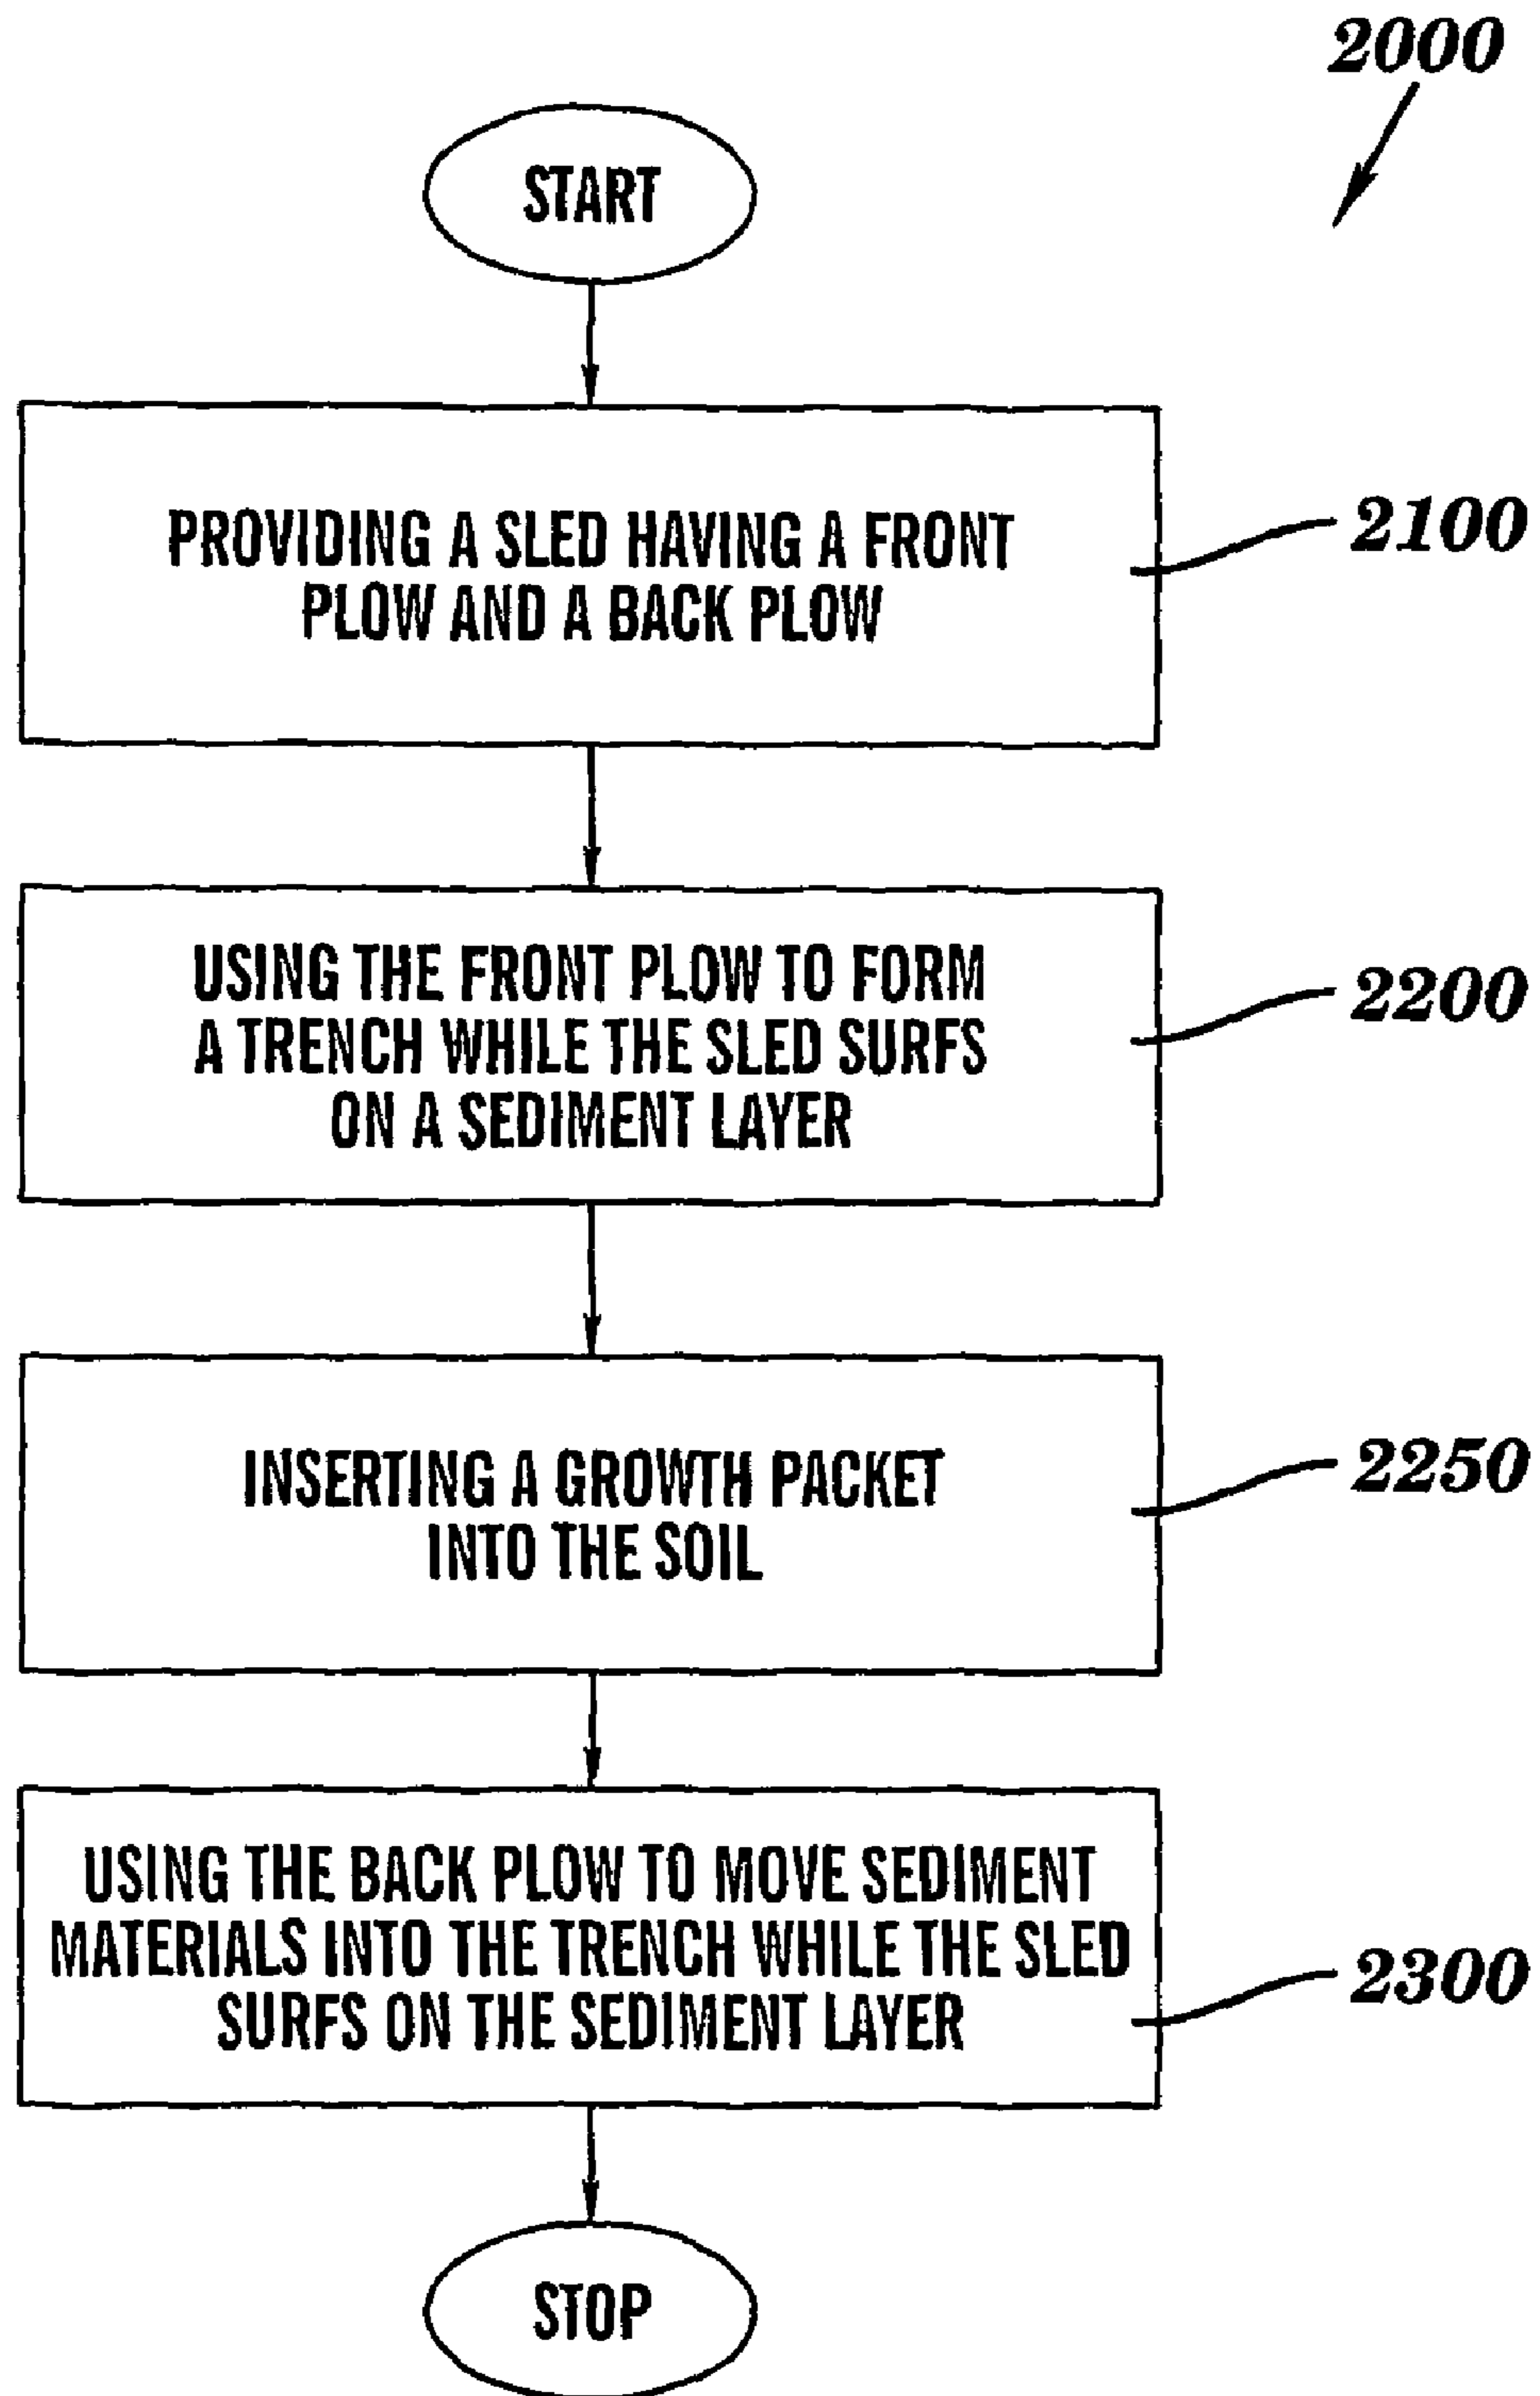 2000
START
PROVIDING A SLED HAVING A FRONT
PLOW AND A BACK PLOW
2100
USING THE FRONT PLOW TO FORM
A TRENCH WHILE THE SLED SURFS
ON A SEDIMENT LAYER
2200
INSERTING A GROWTH PACKET
INTO THE SOIL
2250
USING THE BACK PLOW TO MOVE SEDIMENT
MATERIALS INTO THE TRENCH WHILE THE SLED
SURFS ON THE SEDIMENT LAYER
2300
STOP